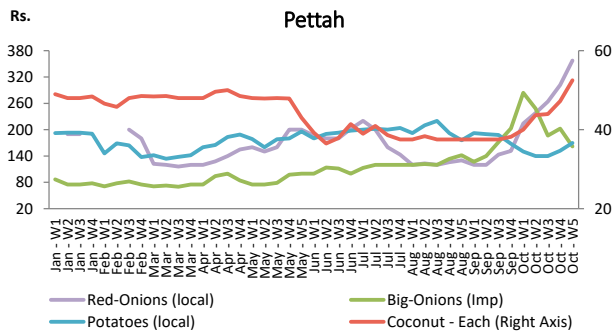 Rs.
Pettah
380
320
260
200
140
80
20
60
40
20
Jan - W1
Jan - W2
Jan - W3
Jan - W4
Feb - W1
Feb - W2
Feb - W3
Feb - W4
Mar - W1
Mar - W2
Mar - W3
Mar - W4
Apr - W1
Apr - W2
Apr - W3
Apr - W4
May - W1
May - W2
May - W3
May - W4
May - W5
Jun - W1
Jun - W2
Jun - W3
Jun - W4
Jul - W1
Jul - W2
Jul - W3
Jul - W4
Aug - W1
Aug - W2
Aug - W3
Aug - W4
Aug - W5
Sep - W1
Sep - W2
Sep - W3
Sep - W4
Oct - W1
Oct - W2
Oct - W3
Oct - W4
Oct - W5
Red-Onions (local)
Big-Onions (Imp)
Potatoes (local)
Coconut - Each (Right Axis)